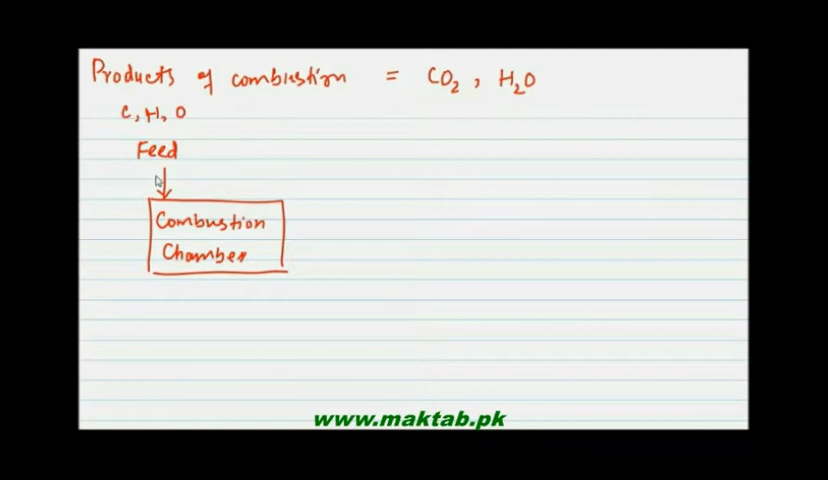 Products of combustion = CO₂, H₂O
C, H, O
Feed
Combustion
Chamber
www.maktab.pk